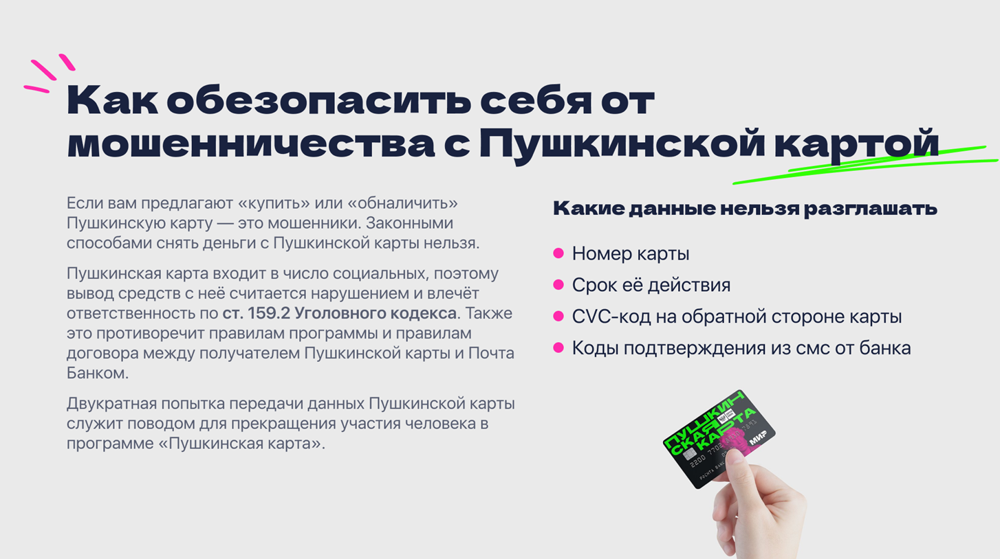 Как обезопасить себя от
мошенничества с Пушкинской картой
Если вам предлагают «купить» или «обналичить»
Пушкинскую карту — это мошенники. Законными
способами снять деньги с Пушкинской карты нельзя.
Пушкинская карта входит в число социальных, поэтому
вывод средств с неё считается нарушением и влечёт
ответственность по ст. 159.2 Уголовного кодекса. Также
это противоречит правилам программы и правилам
договора между получателем Пушкинской карты и Почта
Банком.
Двукратная попытка передачи данных Пушкинской карты
служит поводом для прекращения участия человека в
программе «Пушкинская карта».
Какие данные нельзя разглашать
Номер карты
Срок её действия
CVC-код на обратной стороне карты
Коды подтверждения из смс от банка
ПУШКИН
СКАЯ
КАРТА
МИР